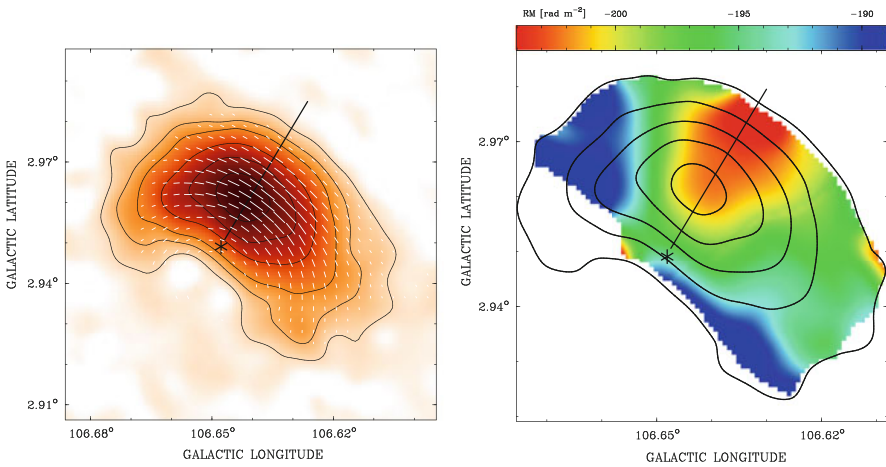 RM [rad m⁻²] -200 -195 -190
2.97°
2.94°
2.91°
GALACTIC LATITUDE
106.68° 106.65° 106.62°
GALACTIC LONGITUDE
2.97°
2.94°
GALACTIC LATITUDE
106.65° 106.62°
GALACTIC LONGITUDE